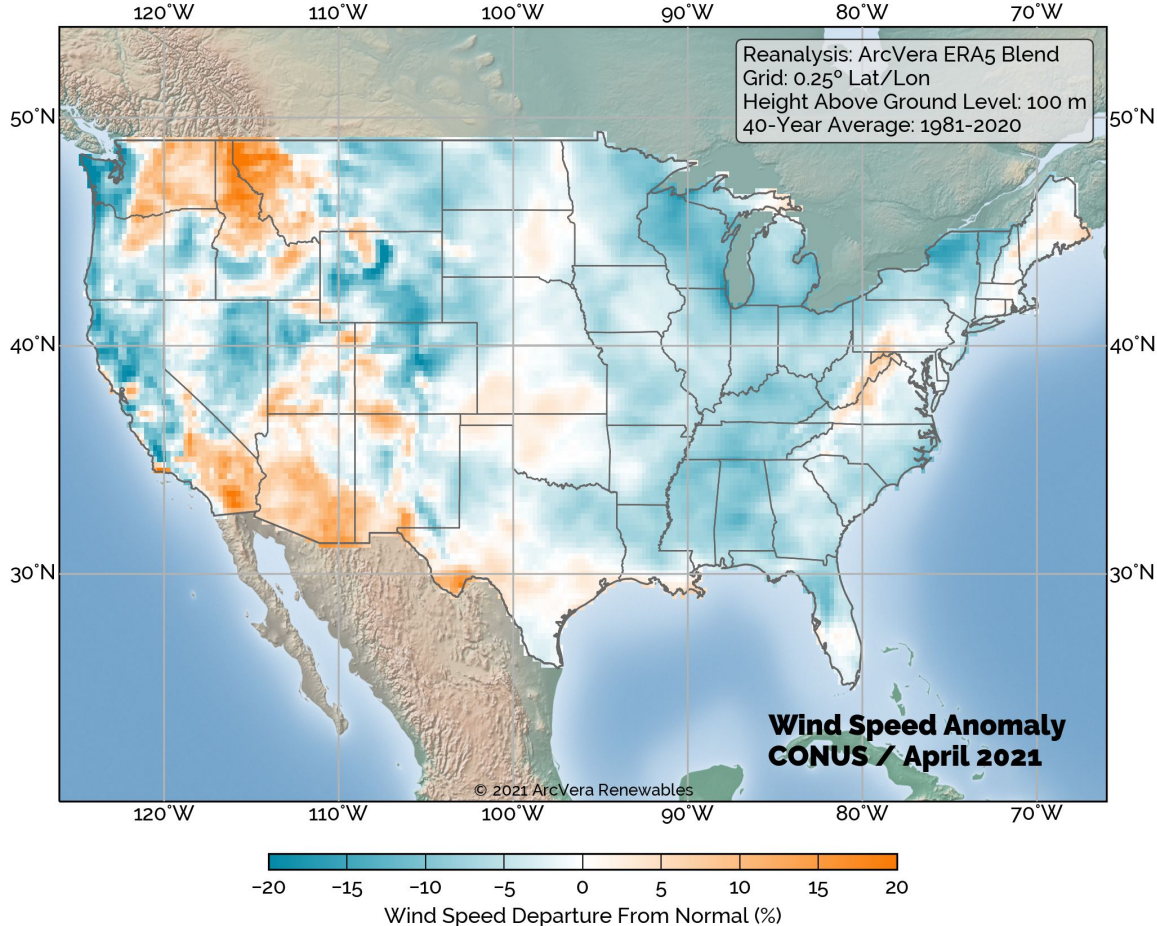 120°W 110°W 100°W 90°W 80°W 70°W
Reanalysis: ArcVera ERA5 Blend
Grid: 0.25º Lat/Lon
Height Above Ground Level: 100 m
40-Year Average: 1981-2020
50°N 50°N
40°N 40°N
30°N 30°N
Wind Speed Anomaly
CONUS / April 2021
© 2021 ArcVera Renewables
120°W 110°W 100°W 90°W 80°W 70°W
−20 −15 −10 −5 0 5 10 15 20
Wind Speed Departure From Normal (%)